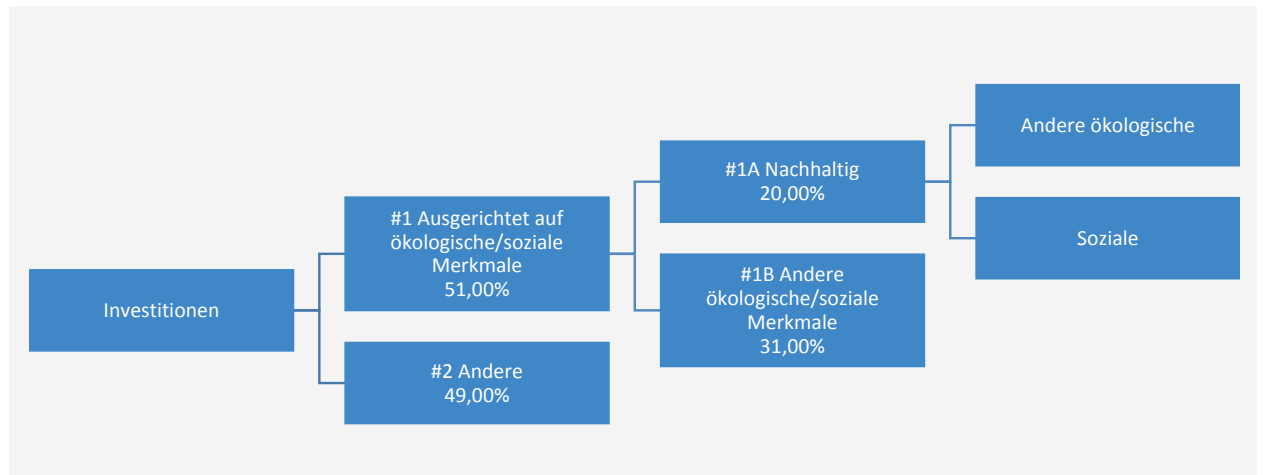 Investitionen
#1 Ausgerichtet auf
ökologische/soziale
Merkmale
51,00%
#2 Andere
49,00%
#1A Nachhaltig
20,00%
#1B Andere
ökologische/soziale
Merkmale
31,00%
Andere ökologische
Soziale